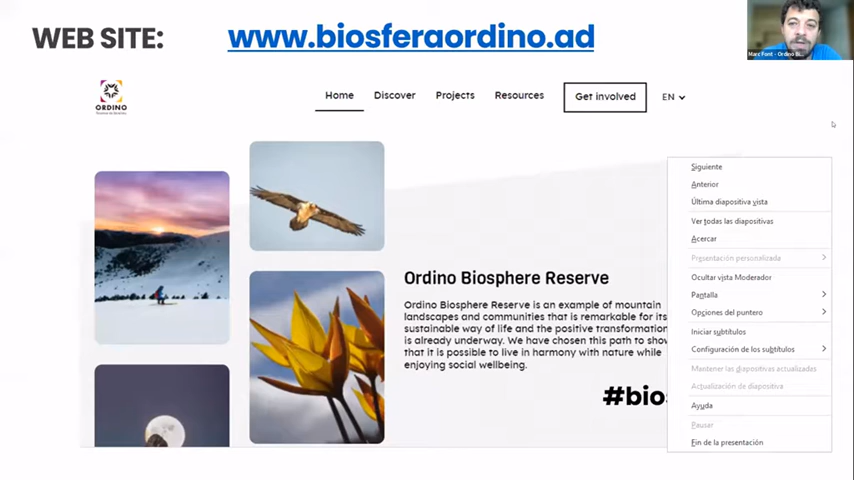 WEB SITE: www.biosferaordino.ad
Marc Font - Ordino Bi...
ORDINO
Home Discover Projects Resources Get involved EN
Ordino Biosphere Reserve
Ordino Biosphere Reserve is an example of mountain
landscapes and communities that is remarkable for its
sustainable way of life and the positive transformation
is already underway. We have chosen this path to show
that it is possible to live in harmony with nature while
enjoying social wellbeing.
#bios
Siguiente
Anterior
Última diapositiva vista
Ver todas las diapositivas
Acercar
Presentación personalizada
Ocultar vista Moderador
Pantalla
Opciones del puntero
Iniciar subtítulos
Configuración de los subtítulos
Mantener las diapositivas actualizadas
Actualización de diapositiva
Ayuda
Pausar
Fin de la presentación